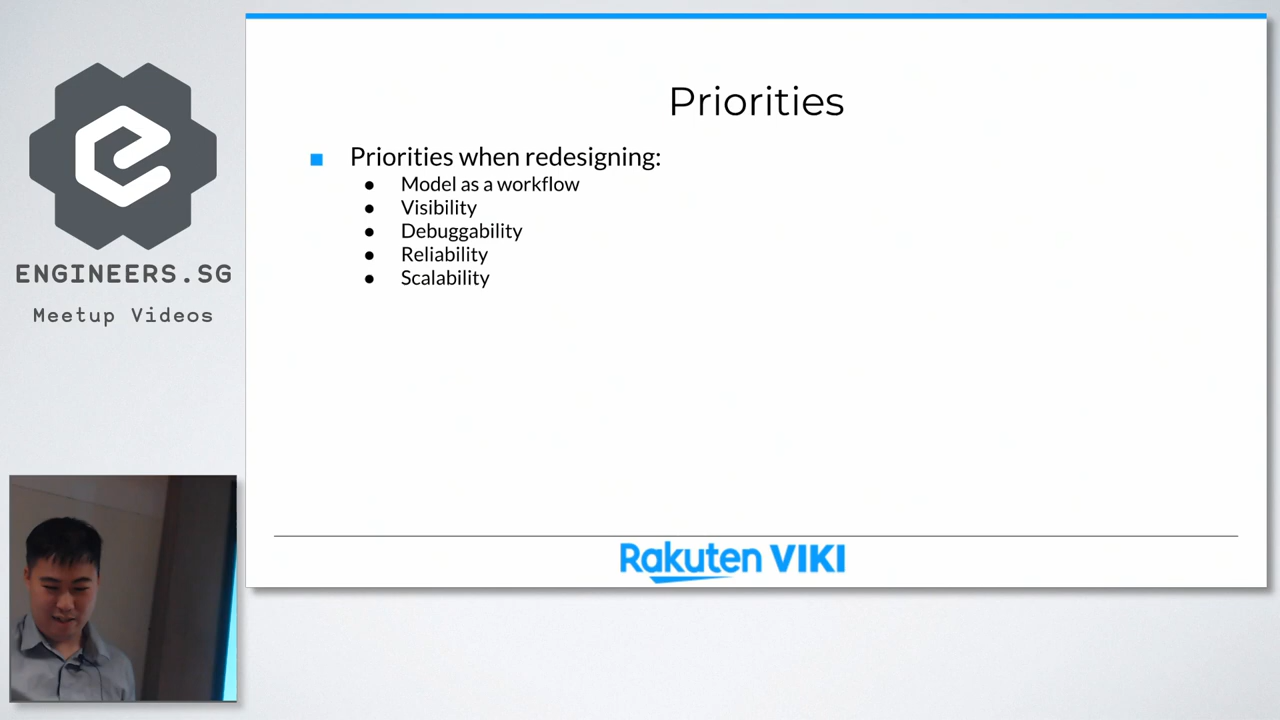 ENGINEERS.SG
Meetup Videos
Priorities
Priorities when redesigning:
Model as a workflow
Visibility
Debuggability
Reliability
Scalability
Rakuten VIKI